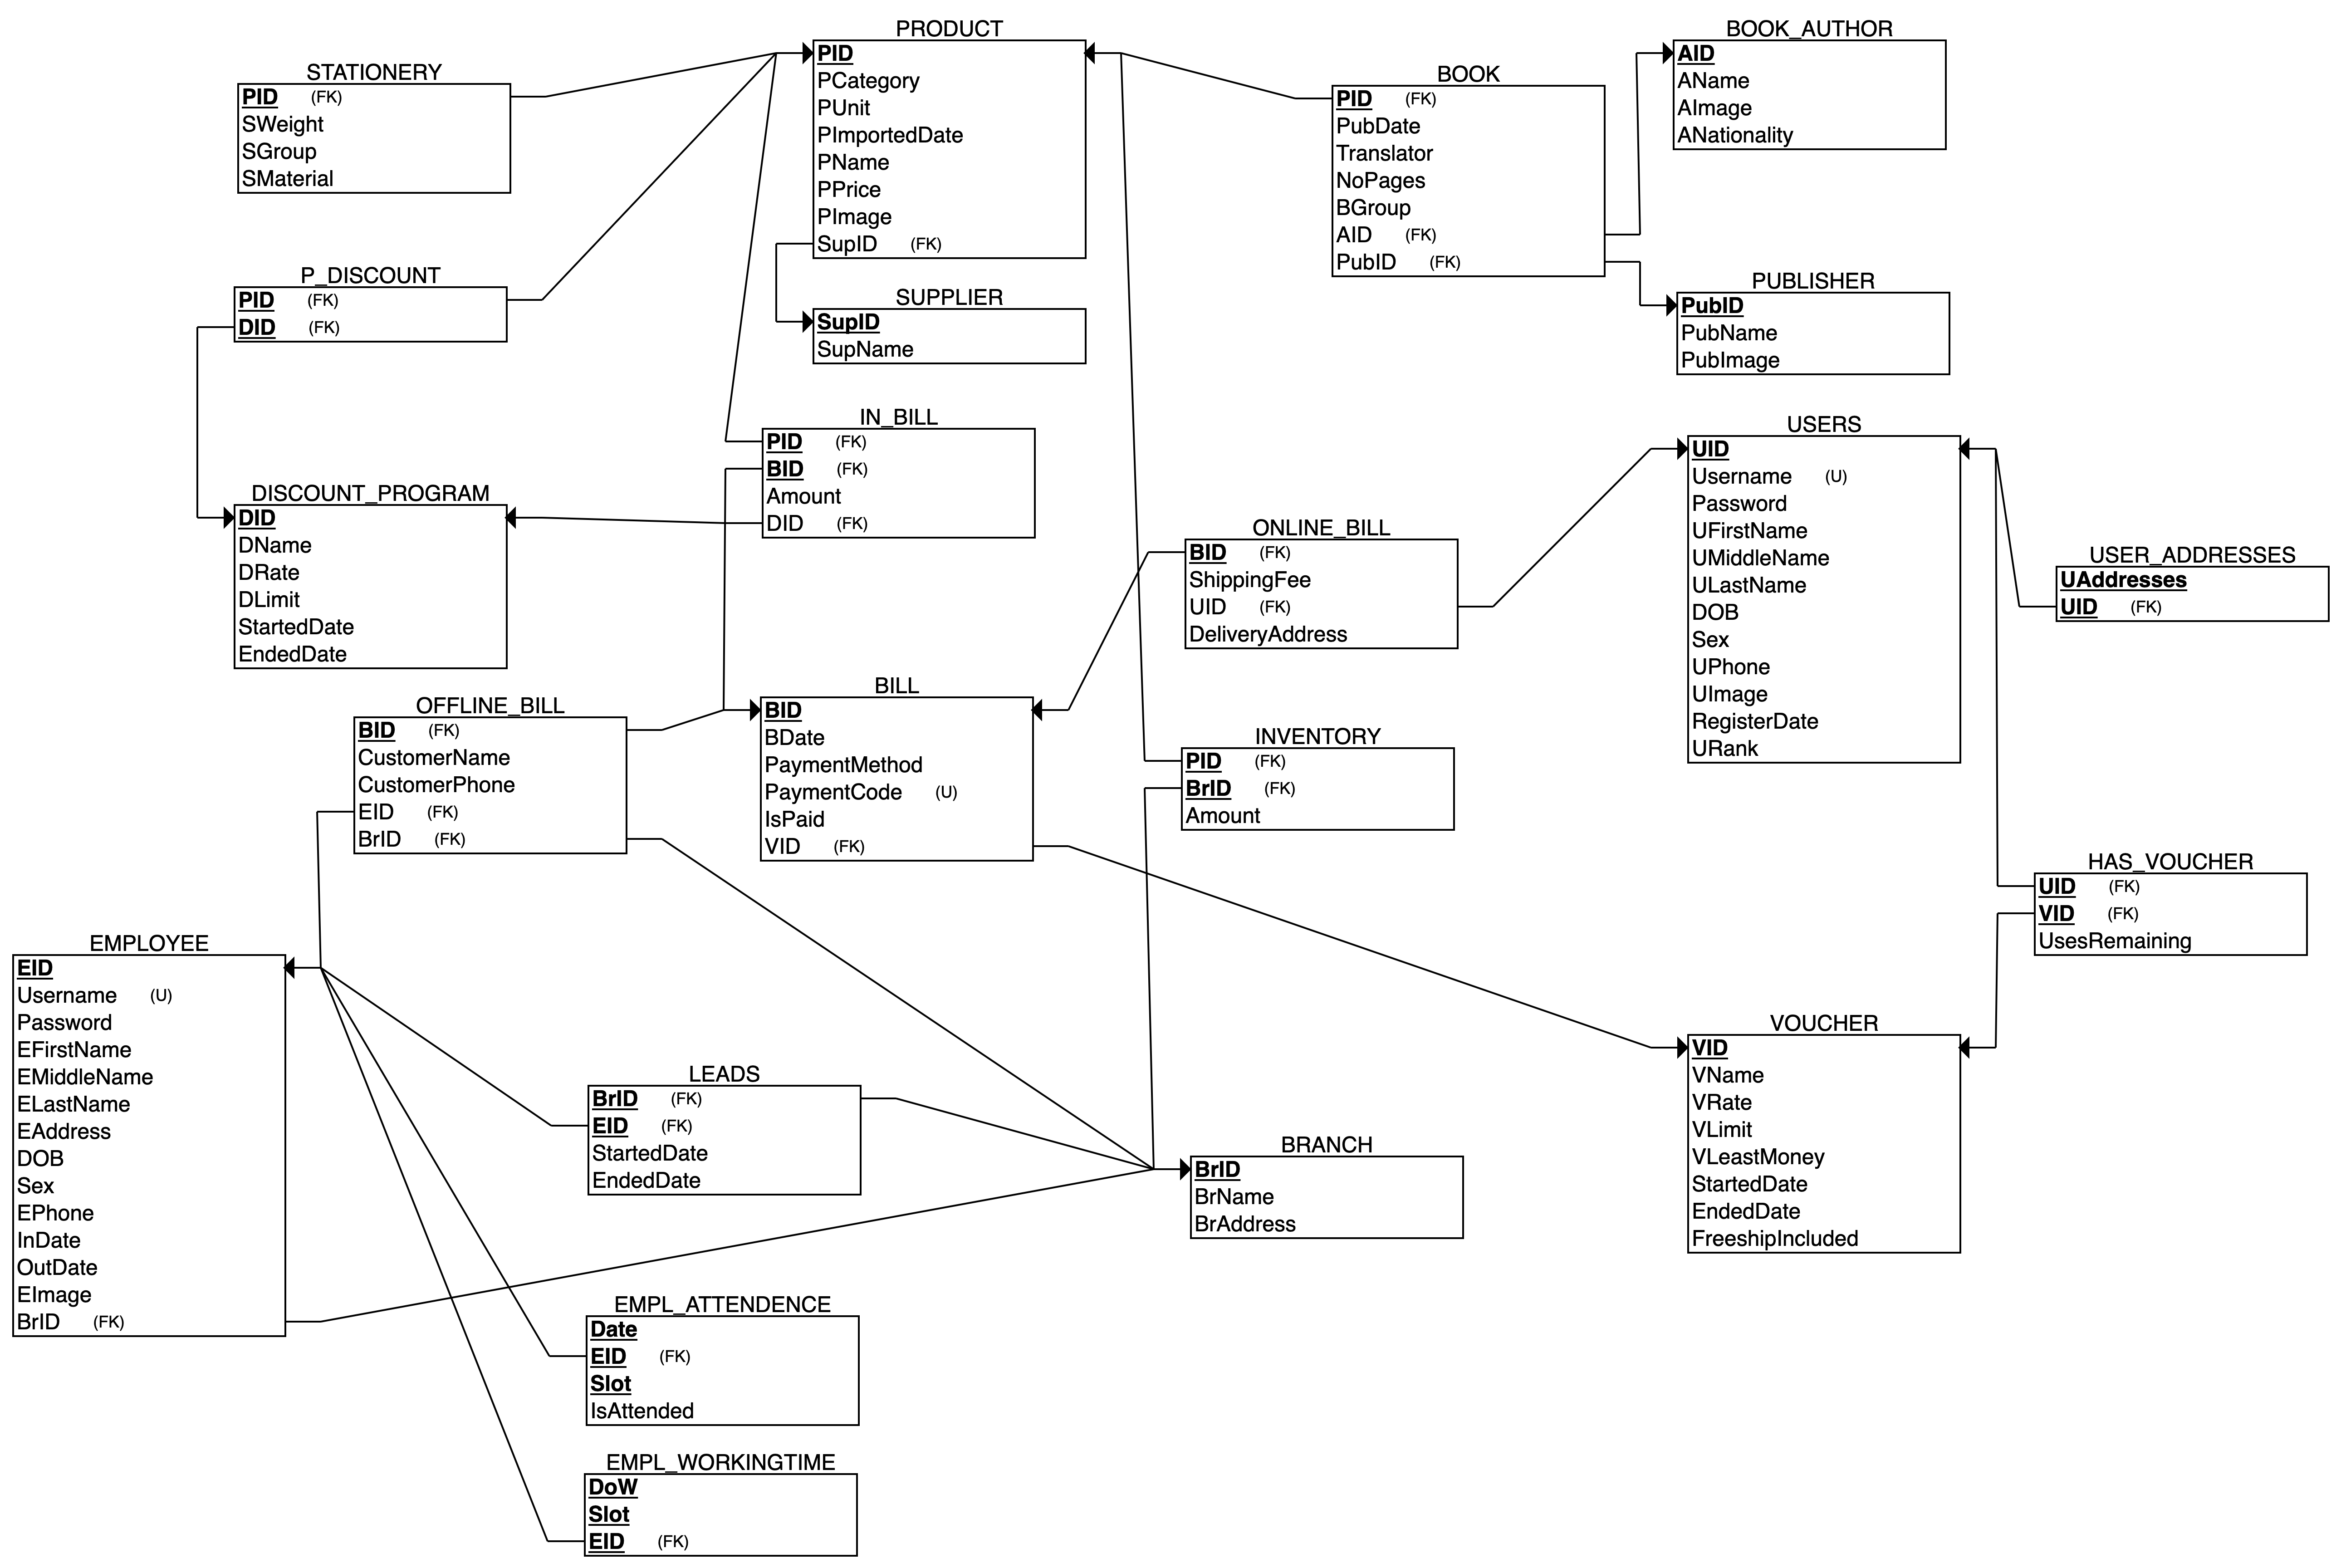 PRODUCT
PID
PCategory
PUnit
PImportedDate
PName
PPrice
PImage
SupID (FK)
BOOK_AUTHOR
AID
AName
AImage
ANationality
STATIONERY
PID (FK)
SWeight
SGroup
SMaterial
BOOK
PID (FK)
PubDate
Translator
NoPages
BGroup
AID (FK)
PubID (FK)
P_DISCOUNT
PID (FK)
DID (FK)
SUPPLIER
SupID
SupName
PUBLISHER
PubID
PubName
PubImage
IN_BILL
PID (FK)
BID (FK)
Amount
DID (FK)
USERS
UID
Username (U)
Password
UFirstName
UMiddleName
ULastName
DOB
Sex
UPhone
UImage
RegisterDate
URank
DISCOUNT_PROGRAM
DID
DName
DRate
DLimit
StartedDate
EndedDate
ONLINE_BILL
BID (FK)
ShippingFee
UID (FK)
DeliveryAddress
USER_ADDRESSES
UAddresses
UID (FK)
OFFLINE_BILL
BID (FK)
CustomerName
CustomerPhone
EID (FK)
BrID (FK)
BILL
BID
BDate
PaymentMethod
PaymentCode (U)
IsPaid
VID (FK)
INVENTORY
PID (FK)
BrID (FK)
Amount
HAS_VOUCHER
UID (FK)
VID (FK)
UsesRemaining
EMPLOYEE
EID
Username (U)
Password
EFirstName
EMiddleName
ELastName
EAddress
DOB
Sex
EPhone
InDate
OutDate
EImage
BrID (FK)
VOUCHER
VID
VName
VRate
VLimit
VLeastMoney
StartedDate
EndedDate
FreeshipIncluded
LEADS
BrID (FK)
EID (FK)
StartedDate
EndedDate
BRANCH
BrID
BrName
BrAddress
EMPL_ATTENDENCE
Date
EID (FK)
Slot
IsAttended
EMPL_WORKINGTIME
DoW
Slot
EID (FK)